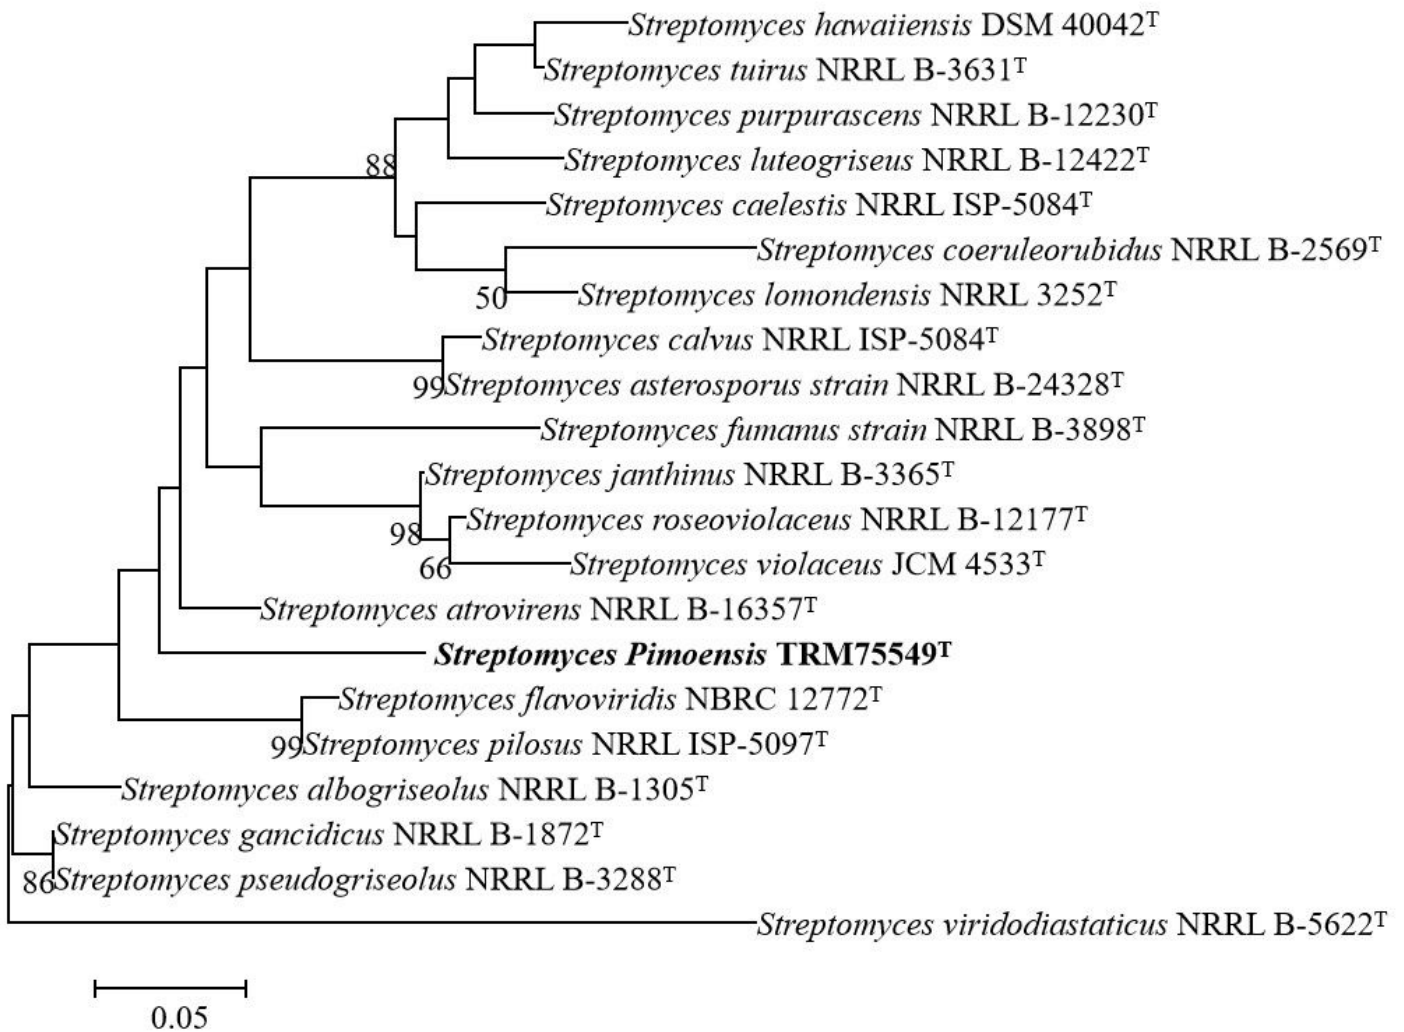 Streptomyces hawaiiensis DSM 40042ᵀ
Streptomyces tuirus NRRL B-3631ᵀ
Streptomyces purpurascens NRRL B-12230ᵀ
88
Streptomyces luteogriseus NRRL B-12422ᵀ
Streptomyces caelestis NRRL ISP-5084ᵀ
Streptomyces coeruleorubidus NRRL B-2569ᵀ
50
Streptomyces lomondensis NRRL 3252ᵀ
Streptomyces calvus NRRL ISP-5084ᵀ
99
Streptomyces asterosporus strain NRRL B-24328ᵀ
Streptomyces fumanus strain NRRL B-3898ᵀ
Streptomyces janthinus NRRL B-3365ᵀ
98
Streptomyces roseoviolaceus NRRL B-12177ᵀ
66
Streptomyces violaceus JCM 4533ᵀ
Streptomyces atrovirens NRRL B-16357ᵀ
Streptomyces Pimoensis TRM75549ᵀ
Streptomyces flavoviridis NBRC 12772ᵀ
99
Streptomyces pilosus NRRL ISP-5097ᵀ
Streptomyces albogriseolus NRRL B-1305ᵀ
Streptomyces gancidicus NRRL B-1872ᵀ
86
Streptomyces pseudogriseolus NRRL B-3288ᵀ
Streptomyces viridodiastaticus NRRL B-5622ᵀ
0.05